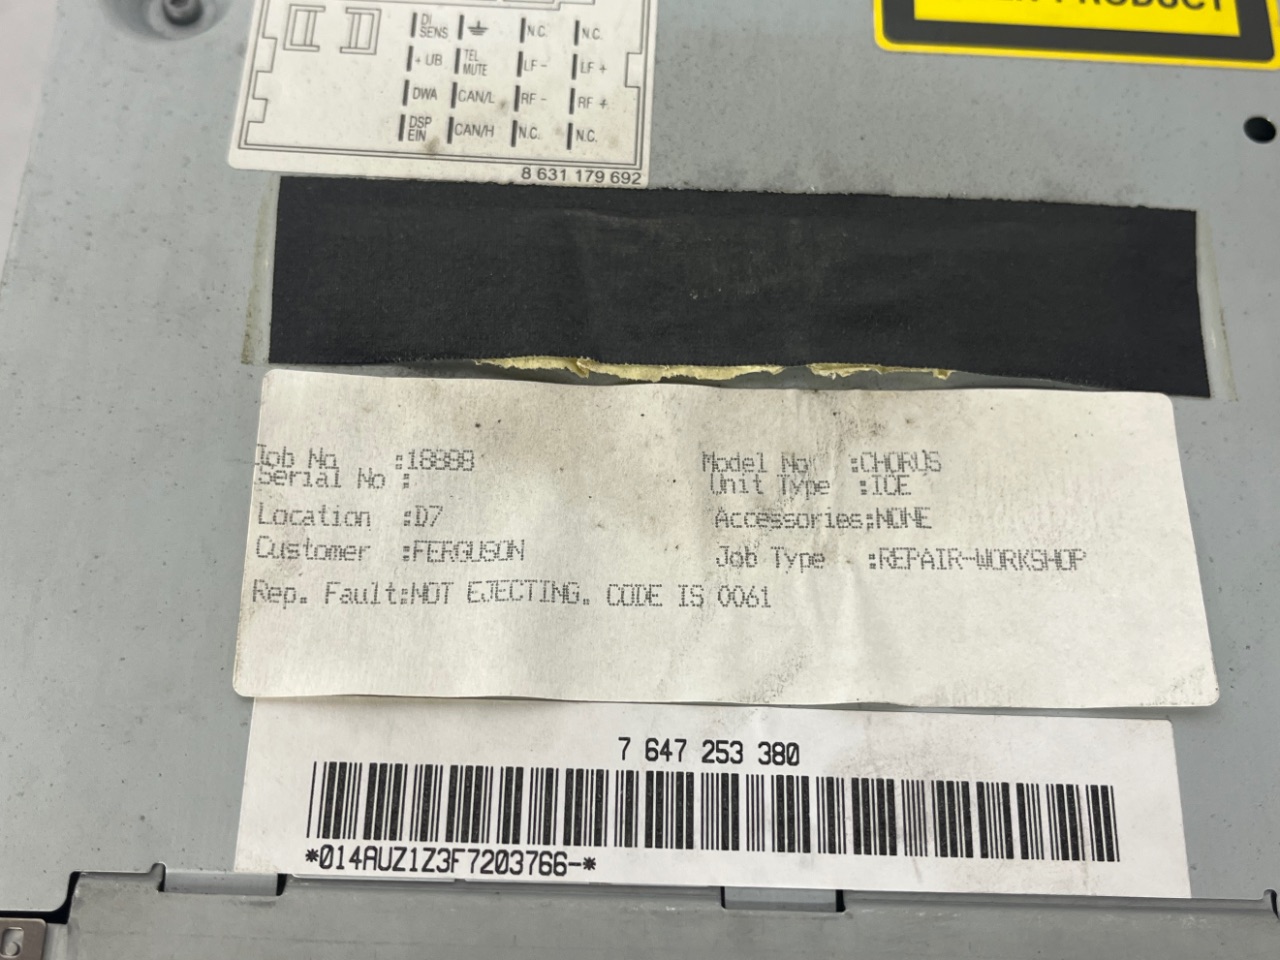 PRODUCT
DI SENS N.C. N.C.
+ UB TEL MUTE LF - LF +
DWA CAN/L RF - RF +
DSP EIN CAN/H N.C. N.C.
8 631 179 692
Job No :18888 Model No :CHORUS
Serial No : Unit Type :ICE
Location :D7 Accessories:NONE
Customer :FERGUSON Job Type :REPAIR-WORKSHOP
Rep. Fault:NOT EJECTING. CODE IS 0061
7 647 253 380
*014AUZ1Z3F7203766-*